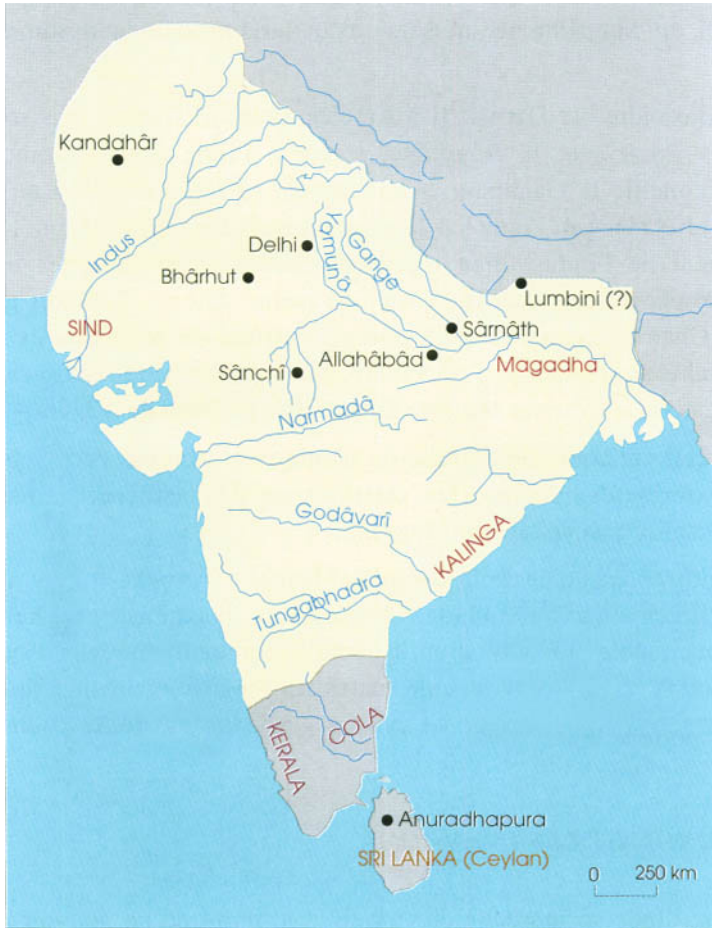 Kandahâr
Indus
Delhi
Yamunâ
Gange
Bhârhut
Lumbini (?)
SIND
Sârnâth
Allahâbâd
Sânchî
Magadha
Narmadâ
Godâvarî
KALINGA
Tungabhadra
COLA
KERALA
Anuradhapura
SRI LANKA (Ceylan)
0 250 km